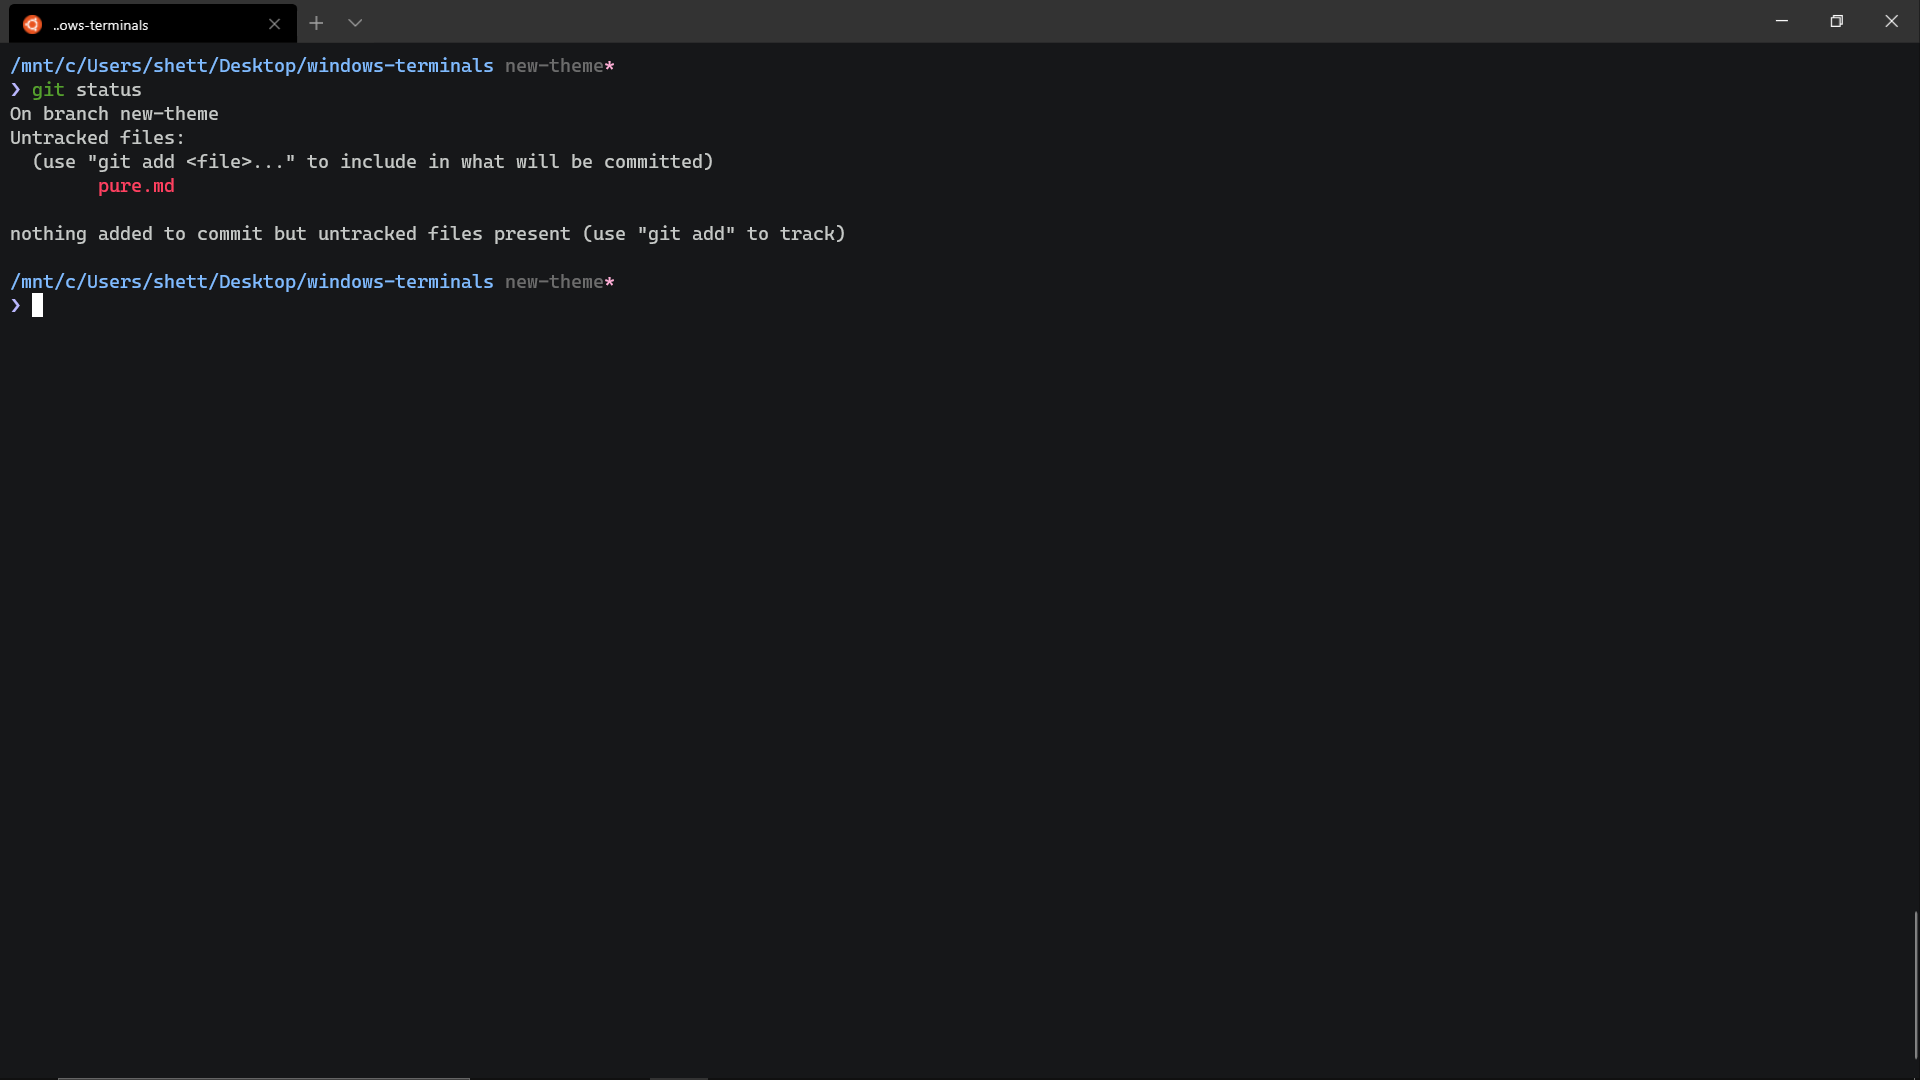 ..ows-terminals
/mnt/c/Users/shett/Desktop/windows-terminals new-theme*
❯ git status
On branch new-theme
Untracked files:
  (use "git add <file>..." to include in what will be committed)
        pure.md
nothing added to commit but untracked files present (use "git add" to track)
/mnt/c/Users/shett/Desktop/windows-terminals new-theme*
❯